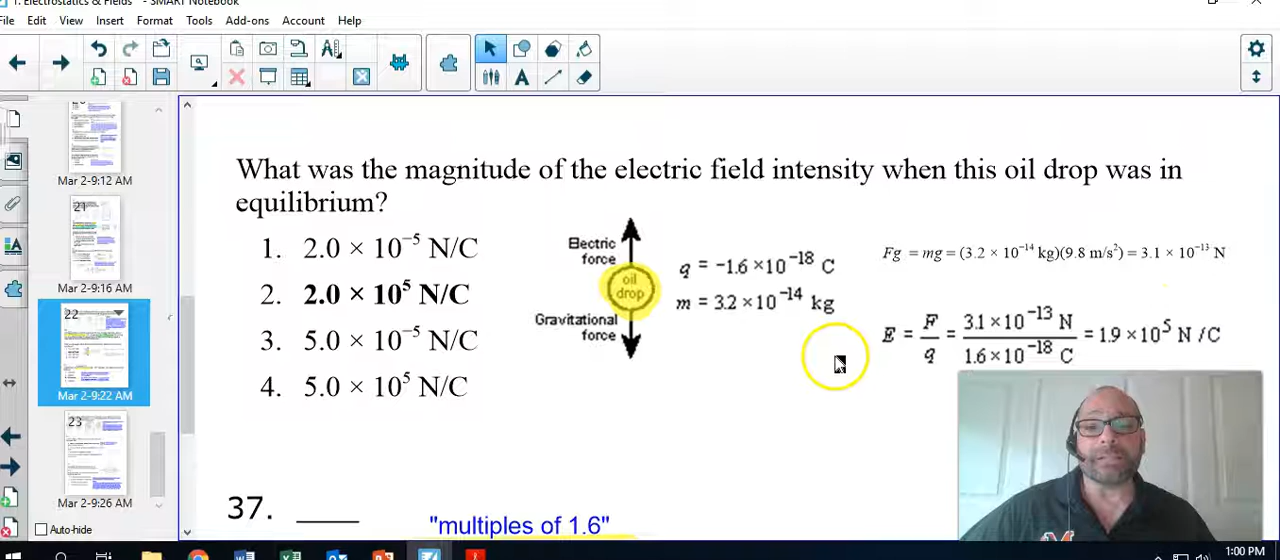 1. Electrostatics & Fields - SMART Notebook
File Edit View Insert Format Tools Add-ons Account Help
Mar 2-9:12 AM
21
Mar 2-9:16 AM
22
Mar 2-9:22 AM
23
Mar 2-9:26 AM
Auto-hide
What was the magnitude of the electric field intensity when this oil drop was in
equilibrium?
1. 2.0 × 10⁻⁵ N/C
2. 2.0 × 10⁵ N/C
3. 5.0 × 10⁻⁵ N/C
4. 5.0 × 10⁵ N/C
Electric
force
oil
drop
Gravitational
force
q = -1.6 ×10⁻¹⁸ C
m = 3.2 ×10⁻¹⁴ kg
Fg = mg = (3.2 × 10⁻¹⁴ kg)(9.8 m/s²) = 3.1 × 10⁻¹³ N
E = F/q = 3.1×10⁻¹³ N / 1.6×10⁻¹⁸ C = 1.9 ×10⁵ N /C
37. ____
"multiples of 1.6"
1:00 PM